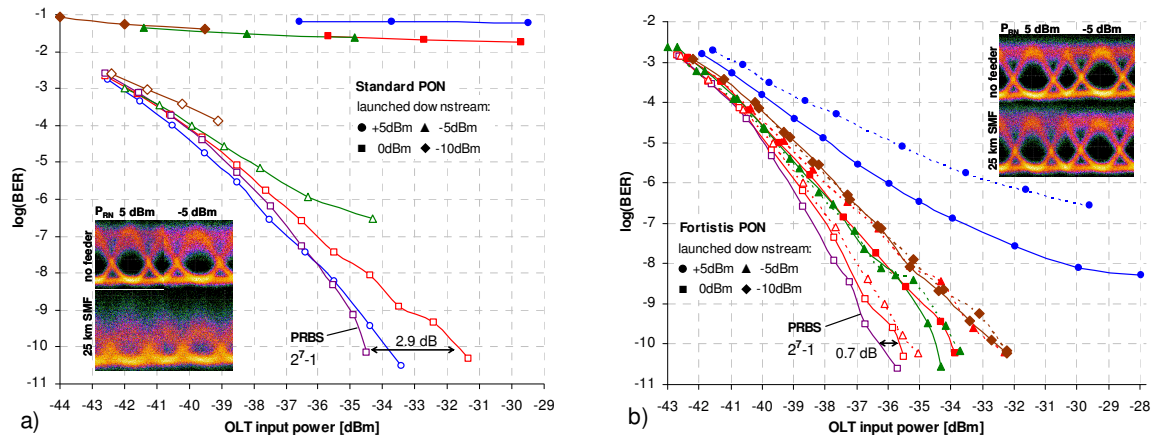 -1
-2
-3
-4
-5
-6
-7
-8
-9
-10
-11
log(BER)
-44 -43 -42 -41 -40 -39 -38 -37 -36 -35 -34 -33 -32 -31 -30 -29
OLT input power [dBm]
a)
Standard PON
launched downstream:
+5dBm -5dBm
0dBm -10dBm
PRN 5 dBm -5 dBm
no feeder
25 km SMF
PRBS
2^7-1
2.9 dB
-2
-3
-4
-5
-6
-7
-8
-9
-10
-11
log(BER)
-43 -42 -41 -40 -39 -38 -37 -36 -35 -34 -33 -32 -31 -30 -29 -28
OLT input power [dBm]
b)
PRN 5 dBm -5 dBm
no feeder
25 km SMF
Fortistis PON
launched downstream:
+5dBm -5dBm
0dBm -10dBm
PRBS
2^7-1
0.7 dB